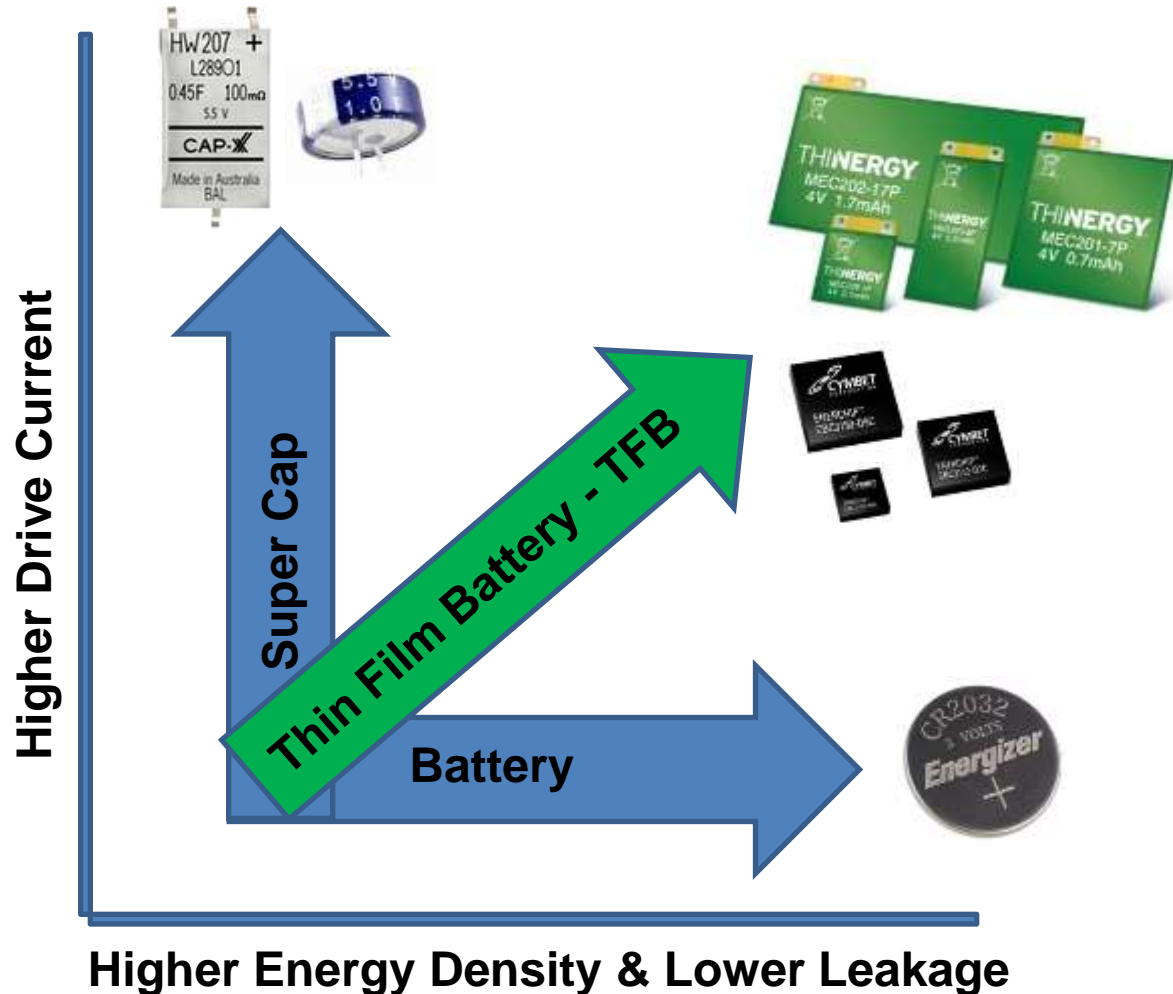 HW207 +
L28901
0.45F 100mΩ
5.5 V
CAP-XX
Made in Australia
BAL
5.5
1.0
THINERGY
MEC202-17P
4V 1.7mAh
THINERGY
THINERGY
MEC201-7P
4V 0.7mAh
THINERGY
CYMBET
CYMBET
CYMBET
Higher Drive Current
Super Cap
Thin Film Battery - TFB
Battery
CR2032
3 VOLTS
Energizer
+
Higher Energy Density & Lower Leakage